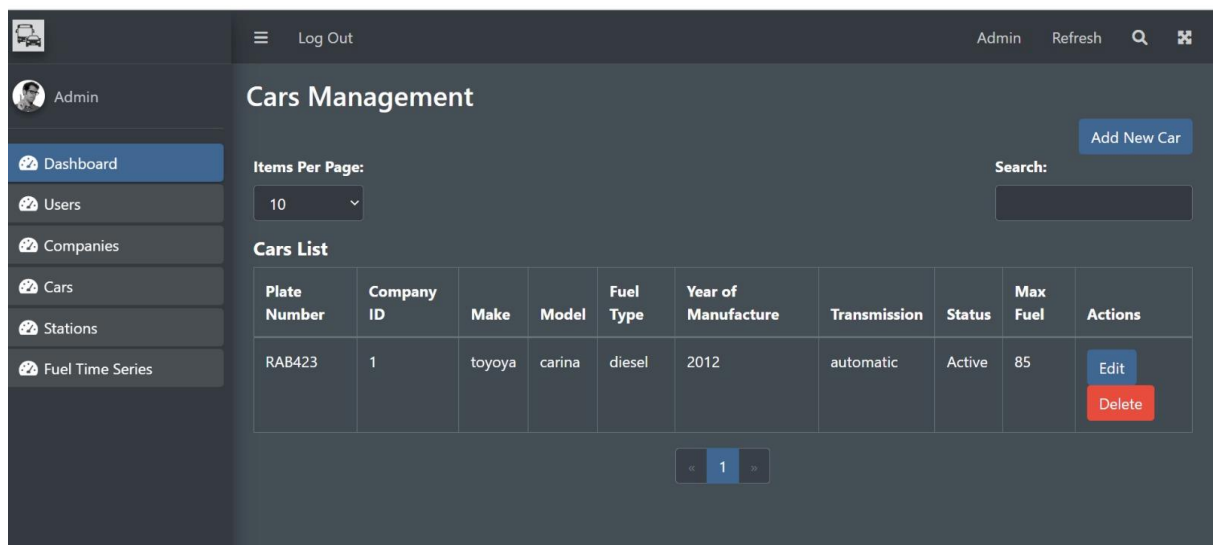 Log Out
Admin Refresh
Admin
Cars Management
Add New Car
Dashboard
Users
Companies
Cars
Stations
Fuel Time Series
Items Per Page:
Search:
10
Cars List
Plate Number Company ID Make Model Fuel Type Year of Manufacture Transmission Status Max Fuel Actions
RAB423 1 toyoya carina diesel 2012 automatic Active 85 Edit
Delete
« 1 »